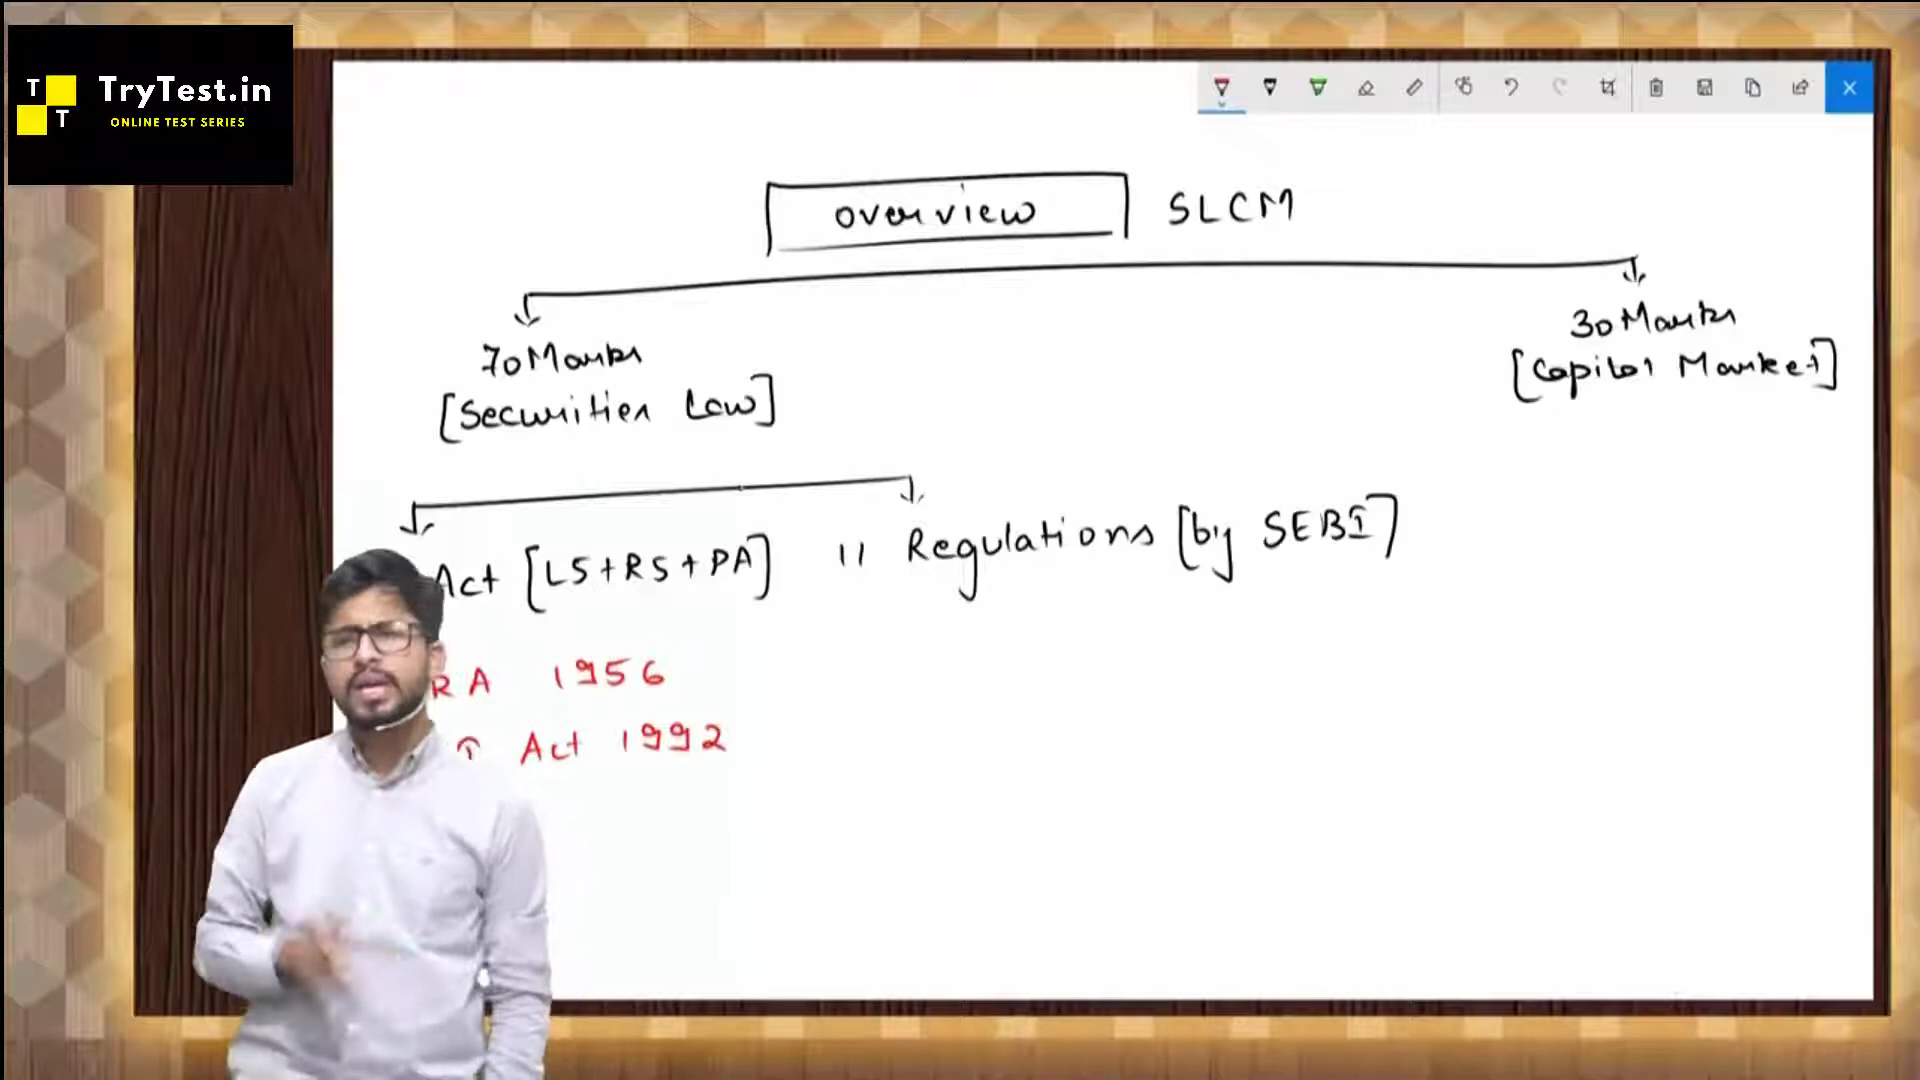 T TryTest.in
T ONLINE TEST SERIES
overview SLCM
70 Marks
30 Marks
[Securities Law]
[Capital Market]
Act [LS+RS+PA] " Regulations [by SEBI]
RA 1956
Act 1992